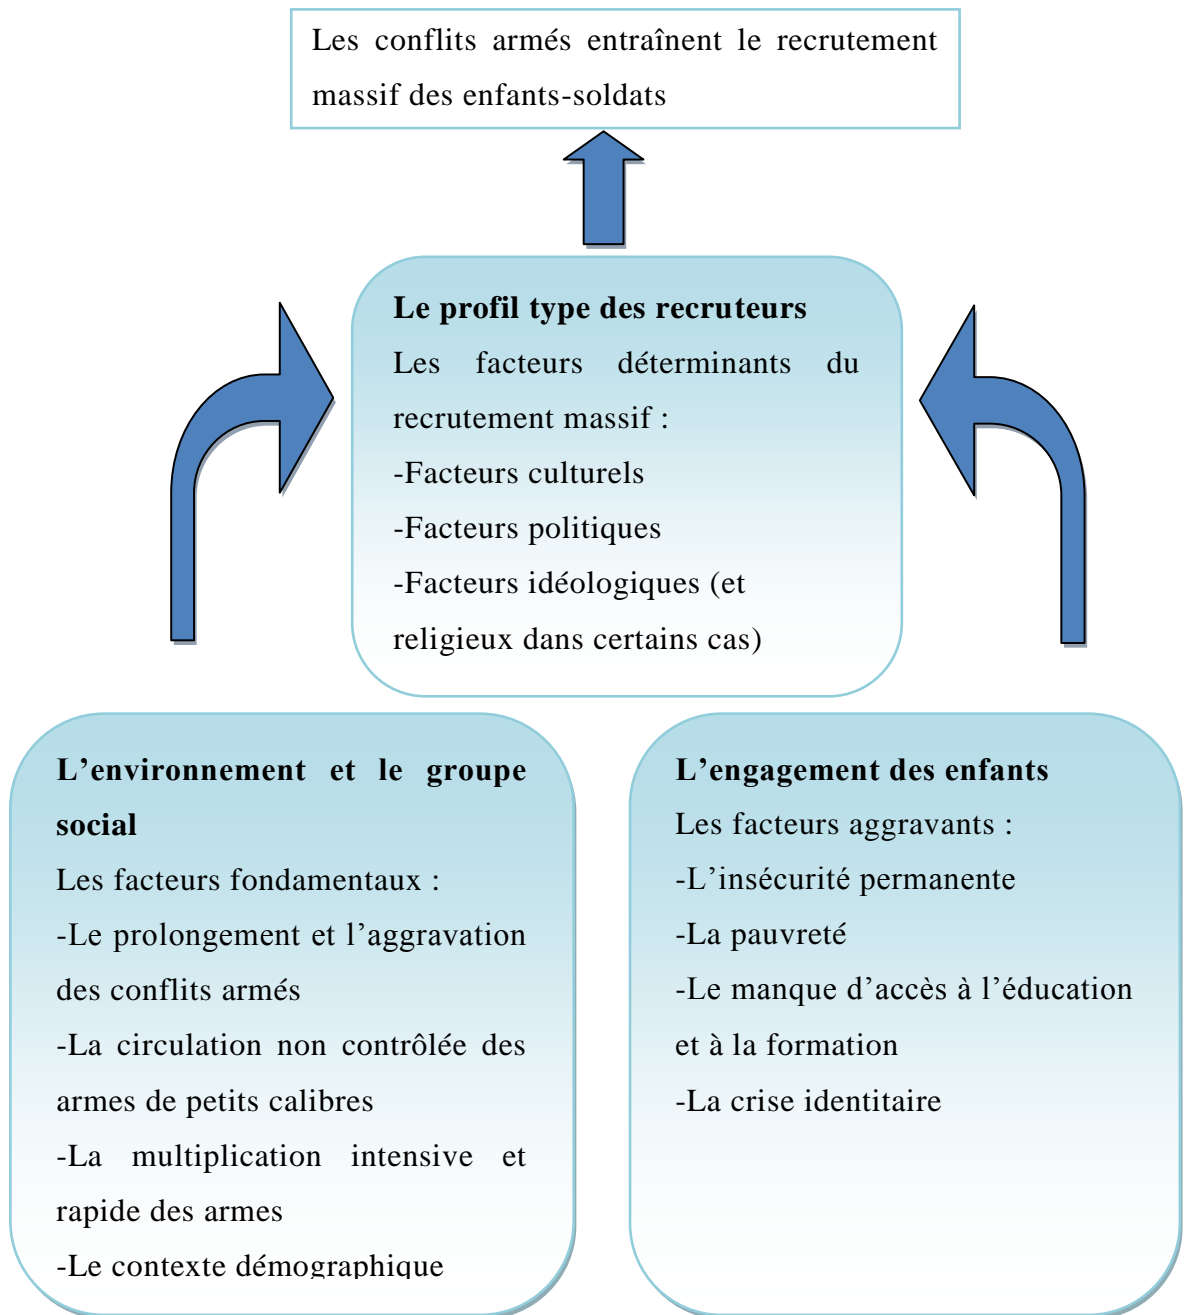 Les conflits armés entraînent le recrutement
massif des enfants-soldats
Le profil type des recruteurs
Les facteurs déterminants du
recrutement massif :
-Facteurs culturels
-Facteurs politiques
-Facteurs idéologiques (et
religieux dans certains cas)
L’environnement et le groupe
social
Les facteurs fondamentaux :
-Le prolongement et l’aggravation
des conflits armés
-La circulation non contrôlée des
armes de petits calibres
-La multiplication intensive et
rapide des armes
-Le contexte démographique
L’engagement des enfants
Les facteurs aggravants :
-L’insécurité permanente
-La pauvreté
-Le manque d’accès à l’éducation
et à la formation
-La crise identitaire